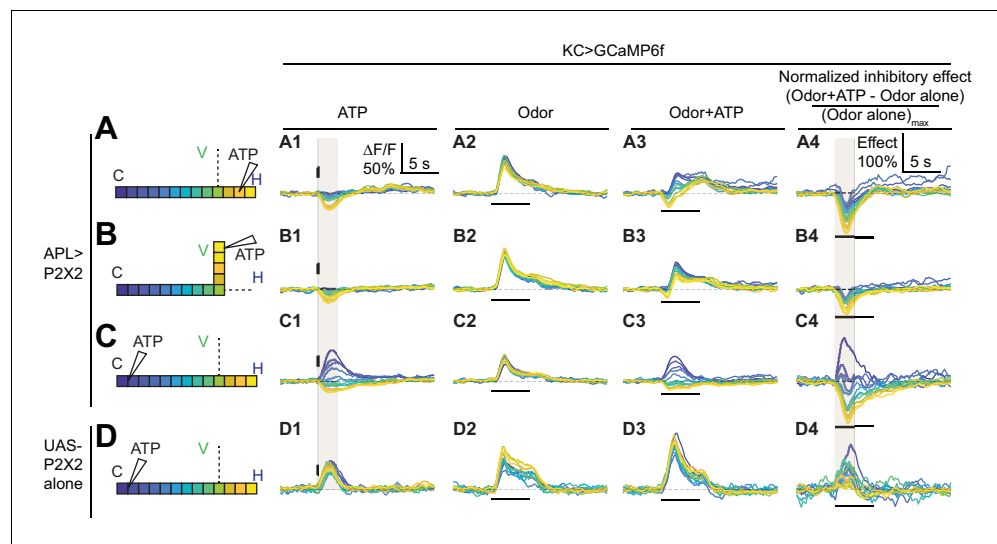 KC>GCaMP6f
Normalized inhibitory effect
(Odor+ATP - Odor alone)
(Odor alone)max
ATP
Odor
Odor+ATP
A
C
V
ATP
H
A1
ΔF/F
50%
5 s
A2
A3
A4
Effect
100%
5 s
APL>
P2X2
B
C
V
ATP
H
B1
B2
B3
B4
C
C
ATP
V
H
C1
C2
C3
C4
UAS-
P2X2
alone
D
C
ATP
V
H
D1
D2
D3
D4